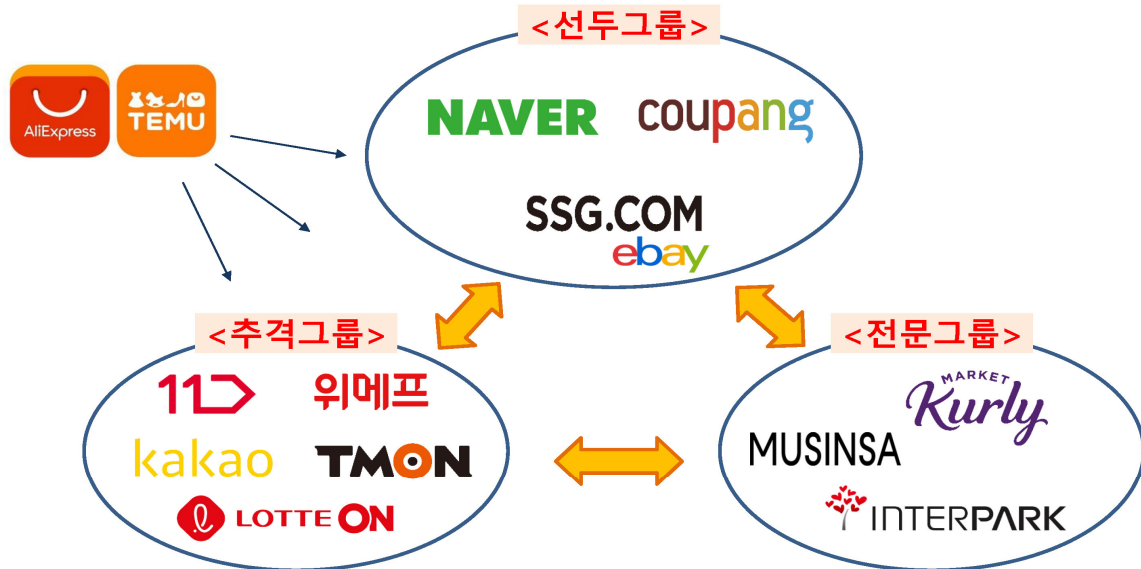 <선두그룹>
AliExpress
TEMU
NAVER
coupang
SSG.COM
ebay
<추격그룹>
11
위메프
kakao
TMON
LOTTE ON
<전문그룹>
MARKET
Kurly
MUSINSA
INTERPARK